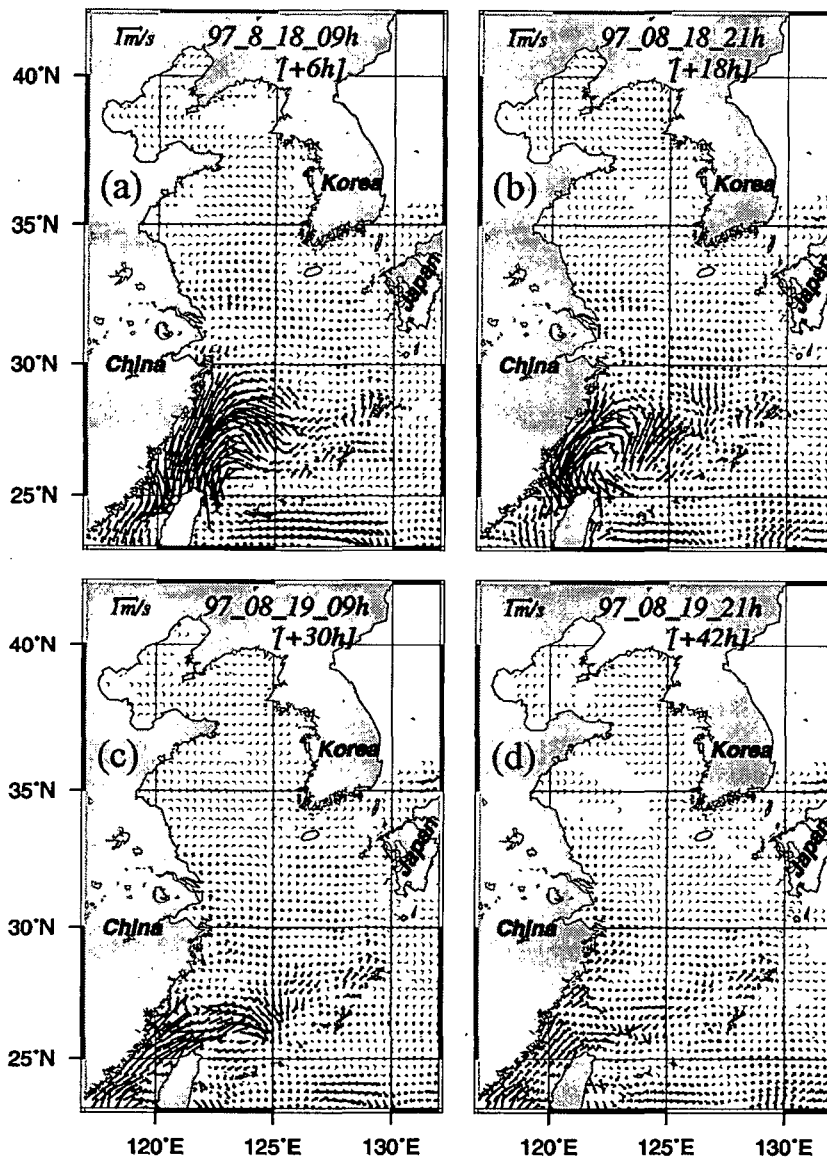 1m/s 97_8_18_09h
[+6h]
1m/s 97_08_18_21h
[+18h]
40°N
(a)
Korea
(b)
Korea
35°N
Japan
Japan
China
30°N
China
25°N
1m/s 97_08_19_09h
[+30h]
1m/s 97_08_19_21h
[+42h]
40°N
(c)
Korea
(d)
Korea
35°N
Japan
Japan
China
30°N
China
25°N
120°E 125°E 130°E 120°E 125°E 130°E